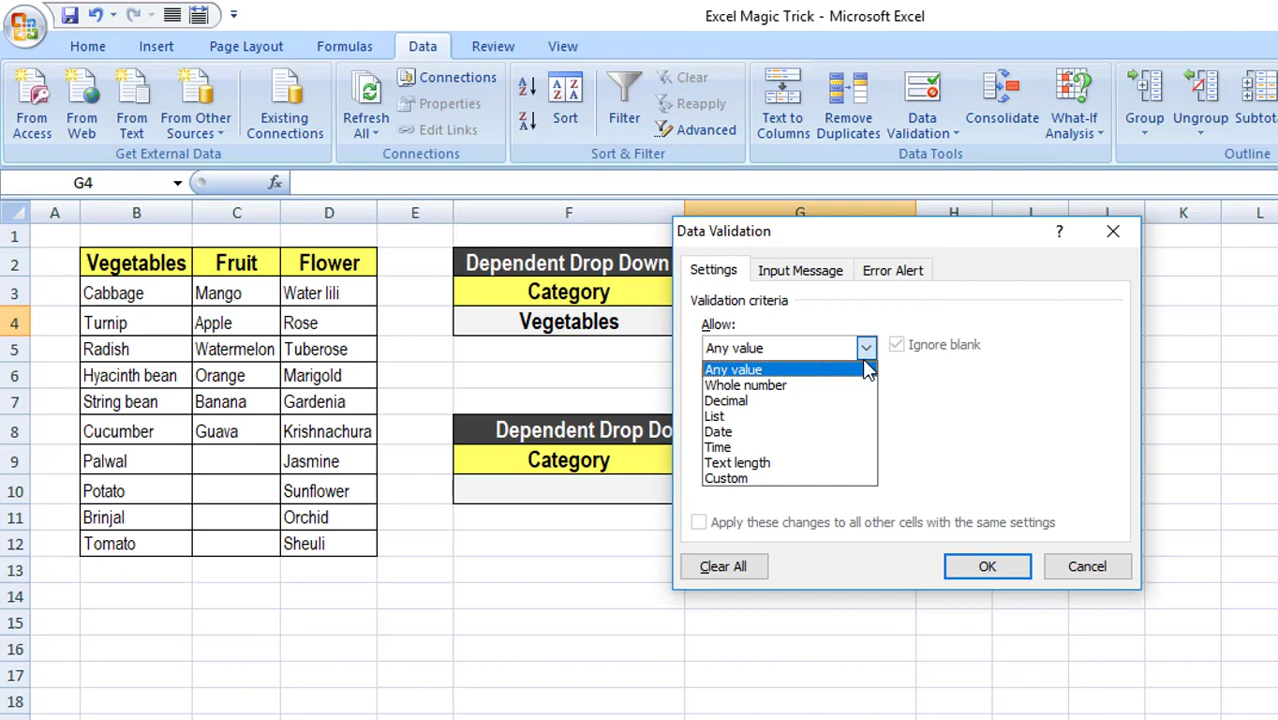 Excel Magic Trick - Microsoft Excel
Home Insert Page Layout Formulas Data Review View
From Access
From Web
From Text
From Other Sources
Existing Connections
Get External Data
Refresh All
Connections
Properties
Edit Links
Connections
Sort
Filter
Clear
Reapply
Advanced
Sort & Filter
Text to Columns
Remove Duplicates
Data Validation
Consolidate
What-If Analysis
Data Tools
Group
Ungroup
Outline
G4 fx
A B C D E F G H K L
1
2 Vegetables Fruit Flower Dependent Drop Down
3 Cabbage Mango Water lili Category
4 Turnip Apple Rose Vegetables
5 Radish Watermelon Tuberose
6 Hyacinth bean Orange Marigold
7 String bean Banana Gardenia
8 Cucumber Guava Krishnachura Dependent Drop Do
9 Palwal Jasmine Category
10 Potato Sunflower
11 Brinjal Orchid
12 Tomato Sheuli
13
14
15
16
17
18
Data Validation ?
Settings Input Message Error Alert
Validation criteria
Allow:
Any value Ignore blank
Any value
Whole number
Decimal
List
Date
Time
Text length
Custom
Apply these changes to all other cells with the same settings
Clear All OK Cancel